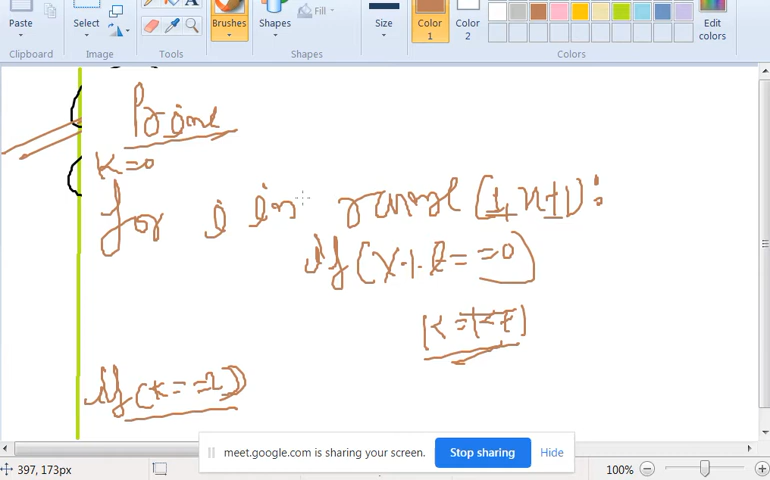 Paste Select Brushes Shapes Fill Size Color 1 Color 2 Edit colors
Clipboard Image Tools Shapes Colors
Prime
K=0
for i in range (1, n+1):
if (x % i == 0)
K = K+1
if (K == 2)
meet.google.com is sharing your screen. Stop sharing Hide
397, 173px 100%